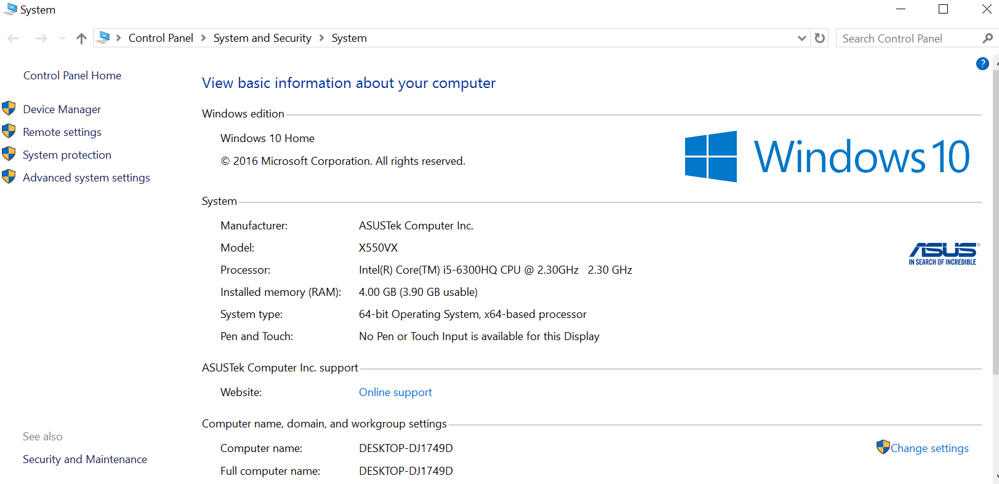 System
Control Panel System and Security System
Search Control Panel
?
Control Panel Home
Device Manager
Remote settings
System protection
Advanced system settings
See also
Security and Maintenance
View basic information about your computer
Windows edition
Windows 10 Home
© 2016 Microsoft Corporation. All rights reserved.
Windows 10
System
Manufacturer: ASUSTek Computer Inc.
Model: X550VX
Processor: Intel(R) Core(TM) i5-6300HQ CPU @ 2.30GHz 2.30 GHz
Installed memory (RAM): 4.00 GB (3.90 GB usable)
System type: 64-bit Operating System, x64-based processor
Pen and Touch: No Pen or Touch Input is available for this Display
ASUS®
IN SEARCH OF INCREDIBLE
ASUSTek Computer Inc. support
Website: Online support
Computer name, domain, and workgroup settings
Computer name: DESKTOP-DJ1749D Change settings
Full computer name: DESKTOP-DJ1749D